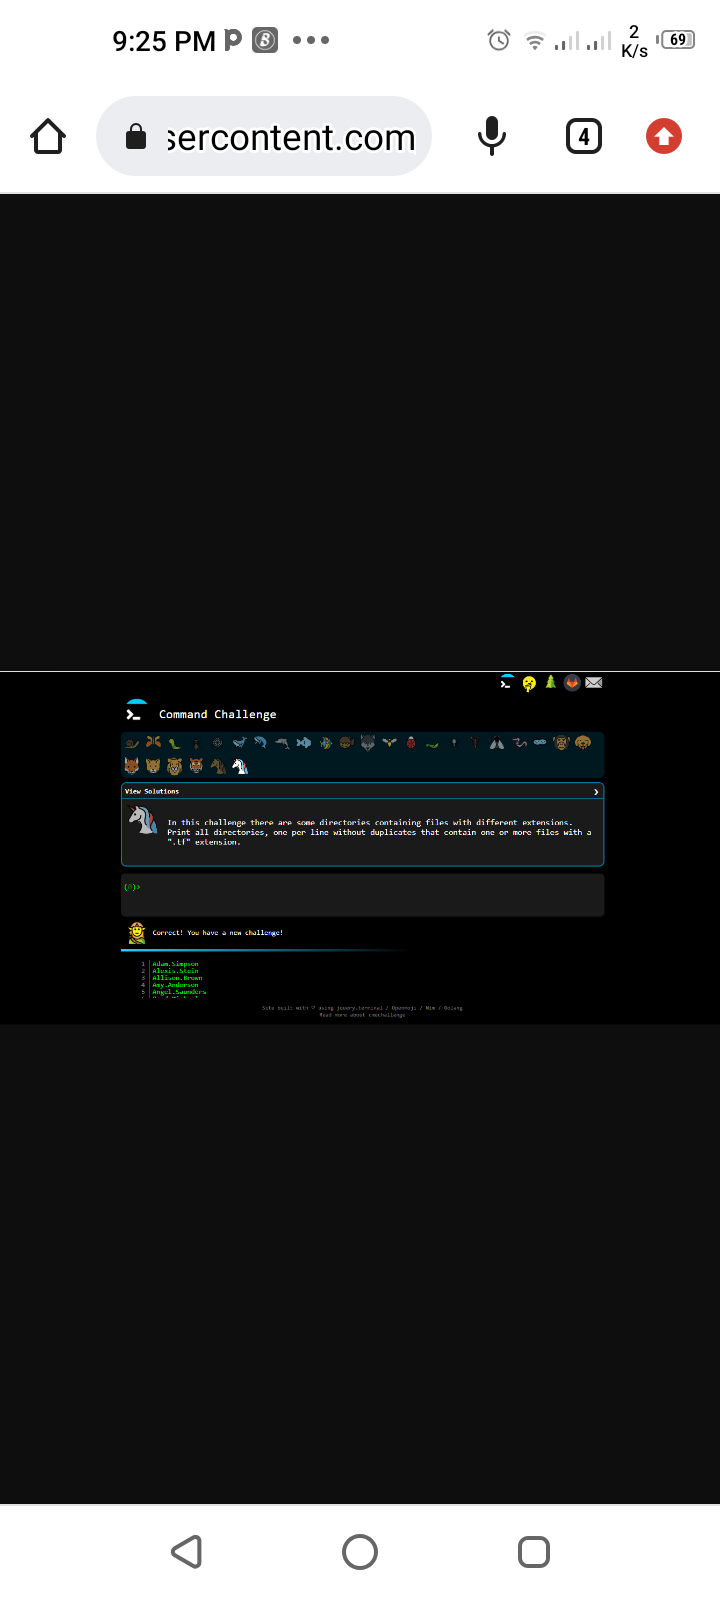 9:25 PM
2
K/s
69
sercontent.com
4
Command Challenge
View Solutions
In this challenge there are some directories containing files with different extensions.
Print all directories, one per line without duplicates that contain one or more files with a
".tf" extension.
Correct! You have a new challenge!
1 Adam.Simpson
2 Alexis.Stein
3 Allison.Brown
4 Amy.Anderson
5 Angel.Saunders
Site built with using jquery.terminal / Openmoji / Nim / Golang
Read more about cmdchallenge